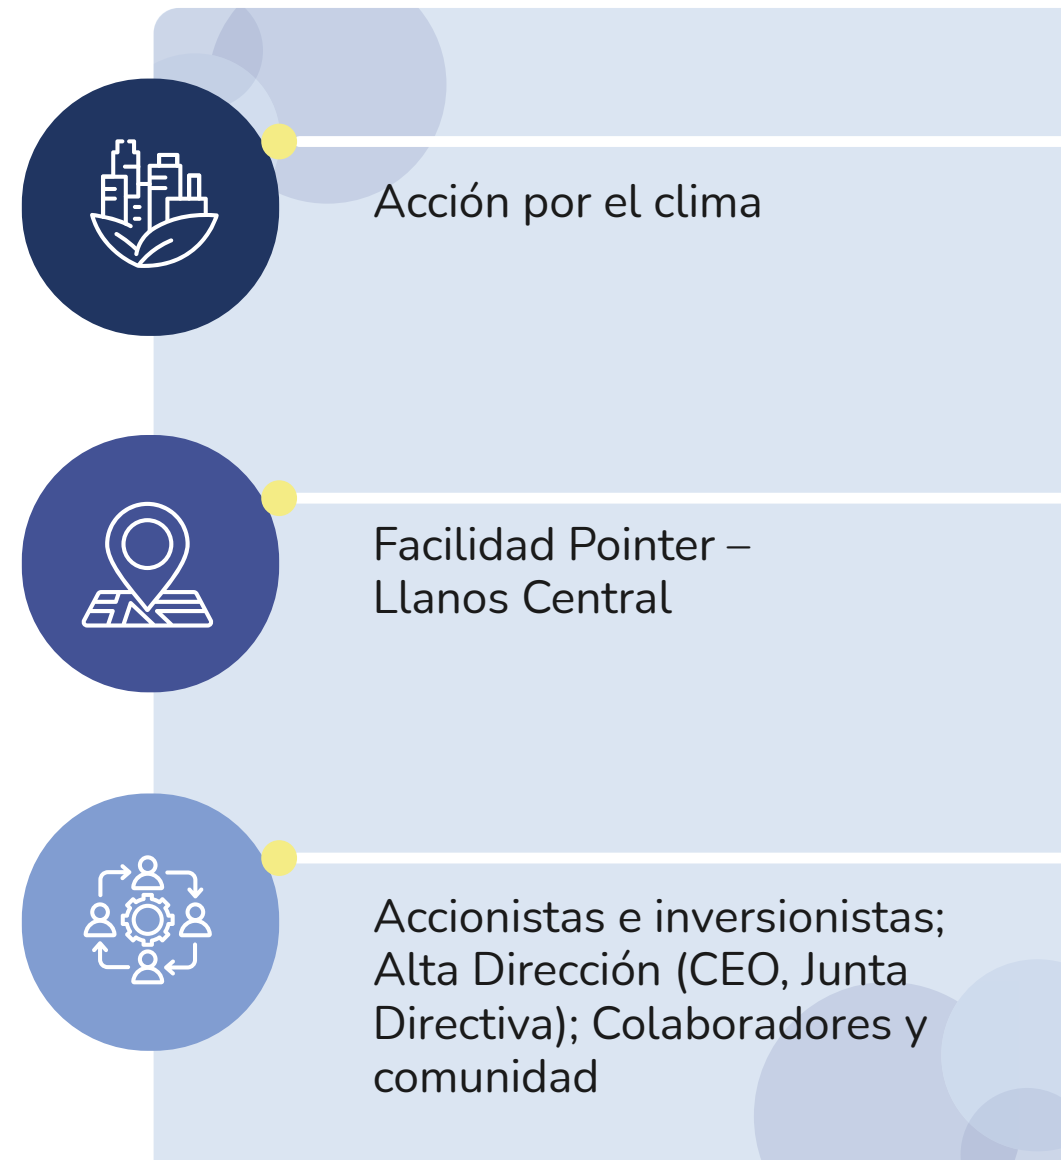 Acción por el clima
Facilidad Pointer –
Llanos Central
Accionistas e inversionistas;
Alta Dirección (CEO, Junta
Directiva); Colaboradores y
comunidad